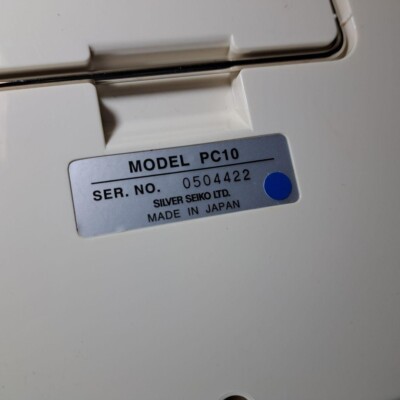 MODEL PC10
SER. NO. 0504422
SILVER SEIKO LTD.
MADE IN JAPAN